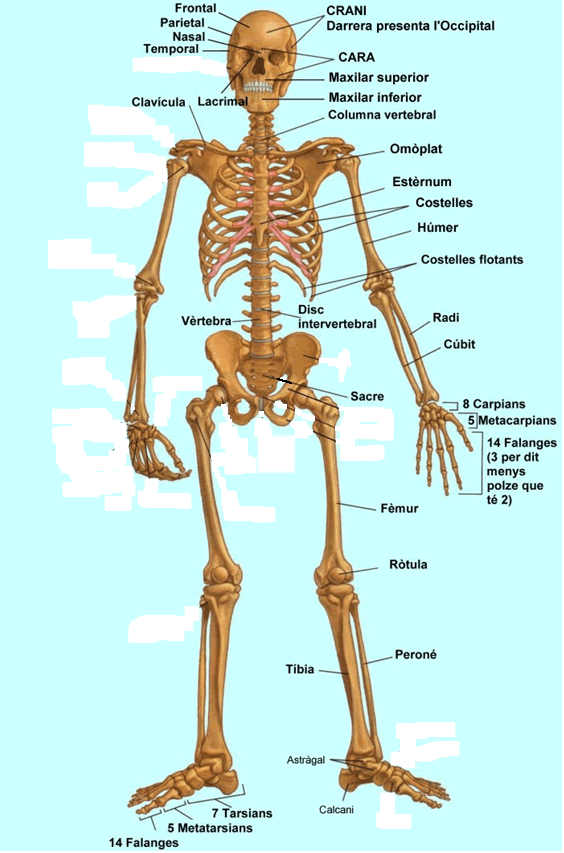 Frontal
CRANI
Parietal
Darrera presenta l'Occipital
Nasal
Temporal
CARA
Maxilar superior
Clavícula
Lacrimal
Maxilar inferior
Columna vertebral
Omòplat
Estèrnum
Costelles
Húmer
Costelles flotants
Disc
intervertebral
Vèrtebra
Radi
Cúbit
Sacre
8 Carpians
5 Metacarpians
14 Falanges
(3 per dit
menys
polze que
té 2)
Fèmur
Ròtula
Peroné
Tíbia
Astràgal
Calcani
7 Tarsians
5 Metatarsians
14 Falanges